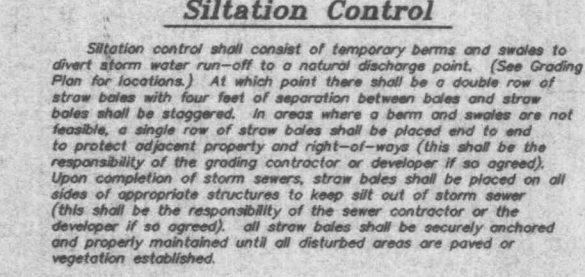 Siltation Control
Siltation control shall consist of temporary berms and swales to
divert storm water run-off to a natural discharge point. (See Grading
Plan for locations.) At which point there shall be a double row of
straw bales with four feet of separation between bales and straw
bales shall be staggered. In areas where a berm and swales are not
feasible, a single row of straw bales shall be placed end to end
to protect adjacent property and right-of-ways (this shall be the
responsibility of the grading contractor or developer if so agreed).
Upon completion of storm sewers, straw bales shall be placed on all
sides of appropriate structures to keep silt out of storm sewer
(this shall be the responsibility of the sewer contractor or the
developer if so agreed). all straw bales shall be securely anchored
and properly maintained until all disturbed areas are paved or
vegetation established.